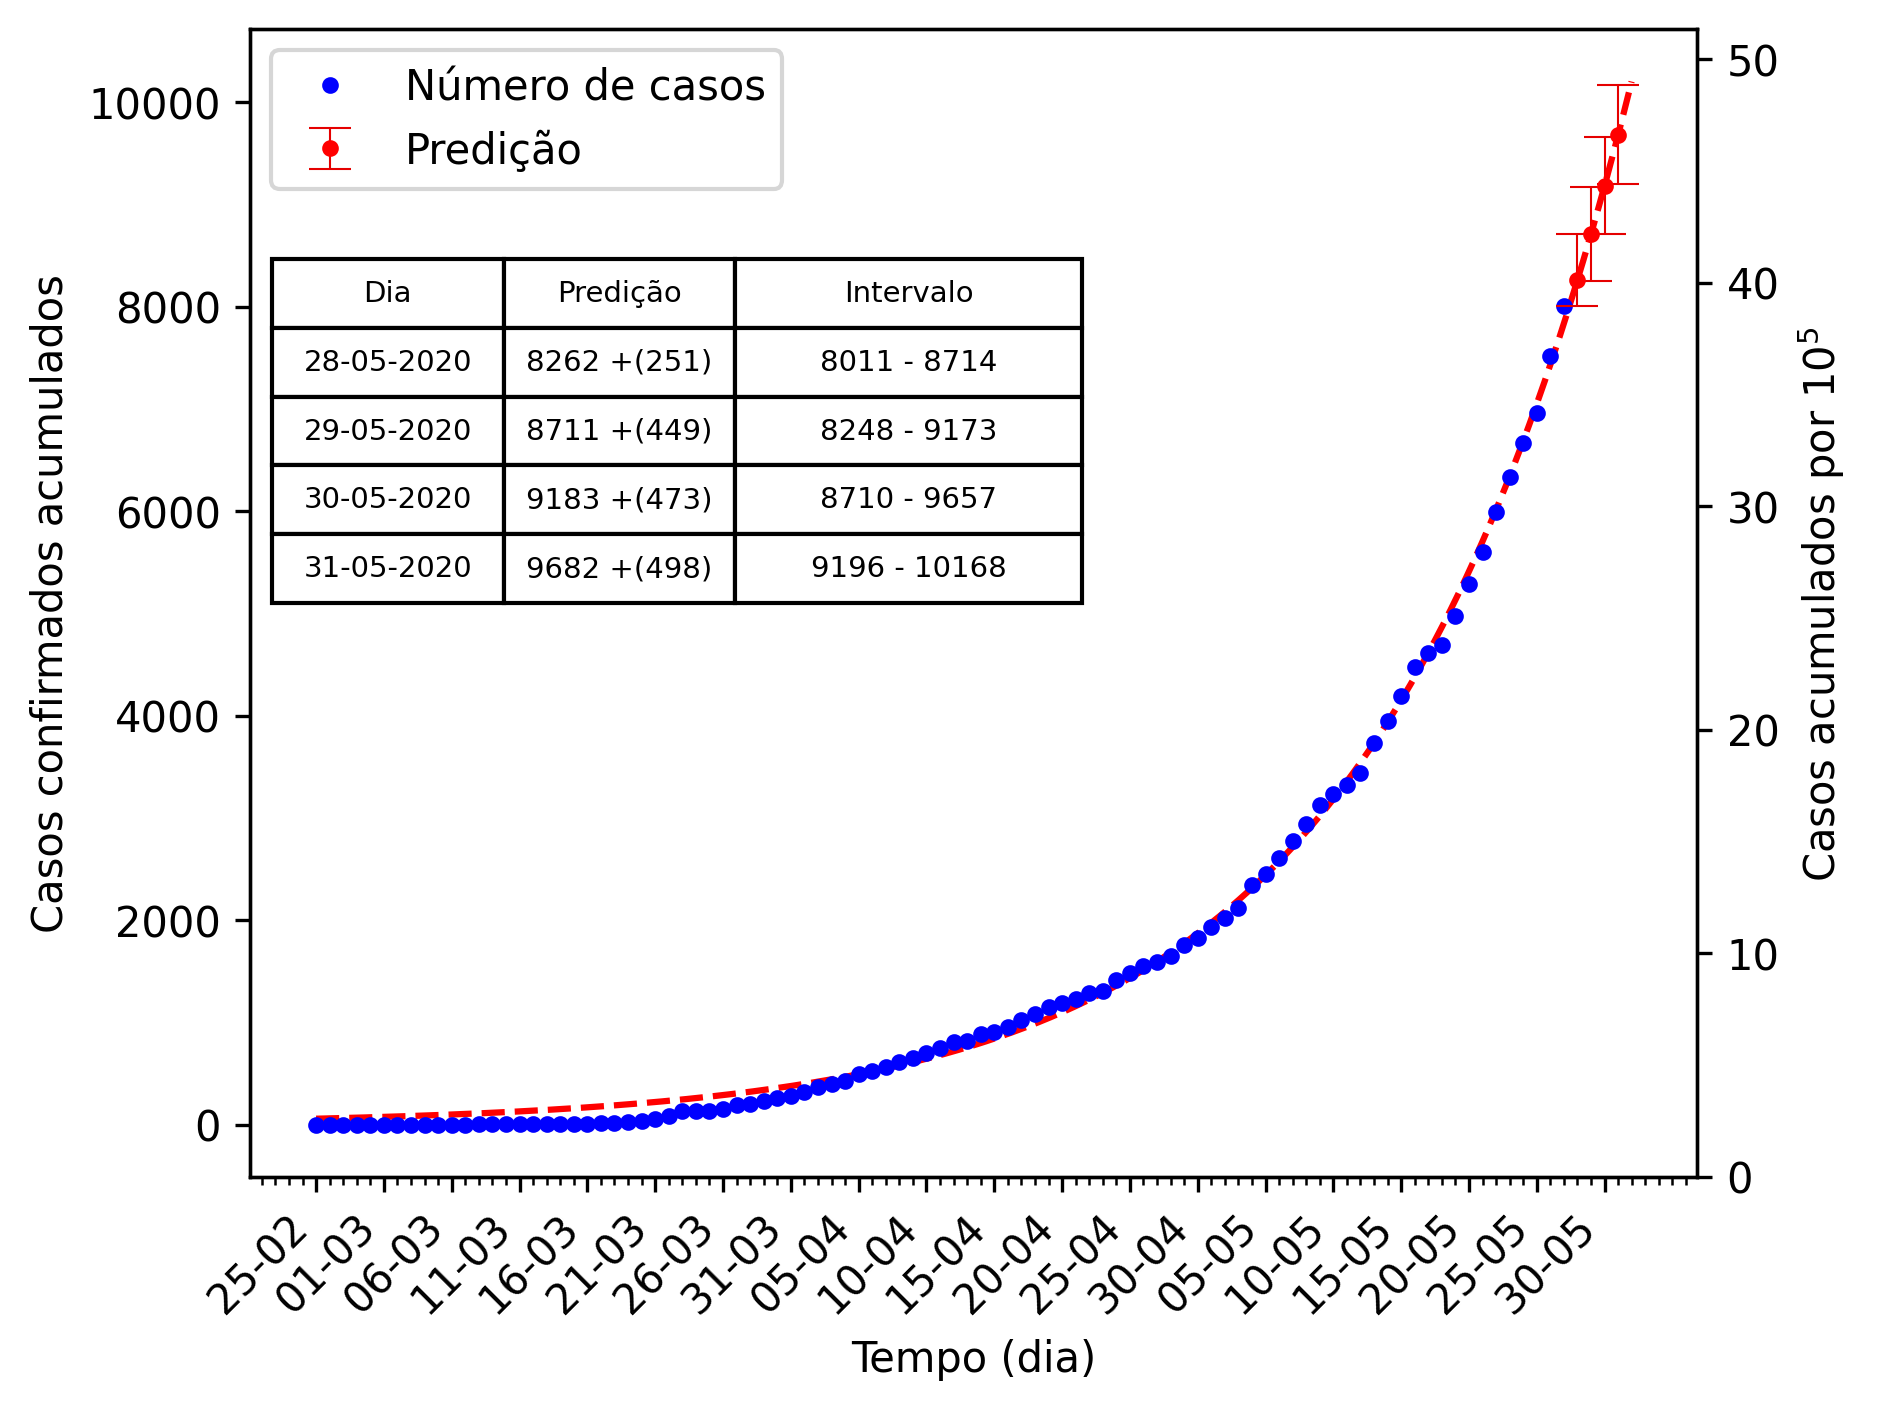 Número de casos
Predição
Dia Predição Intervalo
28-05-2020 8262 +(251) 8011 - 8714
29-05-2020 8711 +(449) 8248 - 9173
30-05-2020 9183 +(473) 8710 - 9657
31-05-2020 9682 +(498) 9196 - 10168
Casos confirmados acumulados
10000
8000
6000
4000
2000
0
50
40
30
20
10
0
Casos acumulados por 10⁵
25-02 01-03 06-03 11-03 16-03 21-03 26-03 31-03 05-04 10-04 15-04 20-04 25-04 30-04 05-05 10-05 15-05 20-05 25-05 30-05
Tempo (dia)